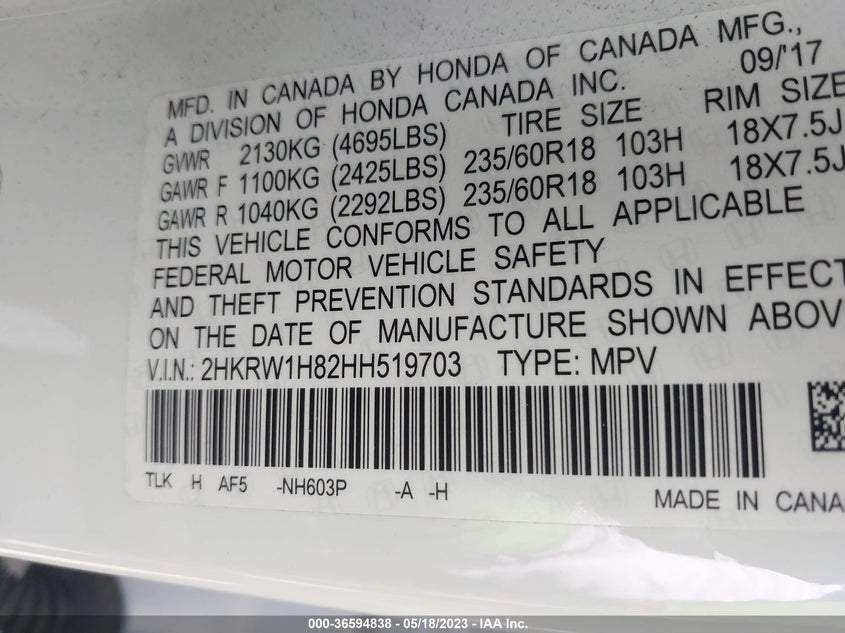 MFD. IN CANADA BY HONDA OF CANADA MFG.,
A DIVISION OF HONDA CANADA INC. 09/'17
GVWR 2130KG (4695LBS) TIRE SIZE RIM SIZE
GAWR F 1100KG (2425LBS) 235/60R18 103H 18X7.5J
GAWR R 1040KG (2292LBS) 235/60R18 103H 18X7.5J
THIS VEHICLE CONFORMS TO ALL APPLICABLE
FEDERAL MOTOR VEHICLE SAFETY
AND THEFT PREVENTION STANDARDS IN EFFECT
ON THE DATE OF MANUFACTURE SHOWN ABOV
V.I.N.: 2HKRW1H82HH519703 TYPE: MPV
TLK H AF5 -NH603P -A -H
MADE IN CANA
000-36594838 - 05/18/2023 - IAA Inc.